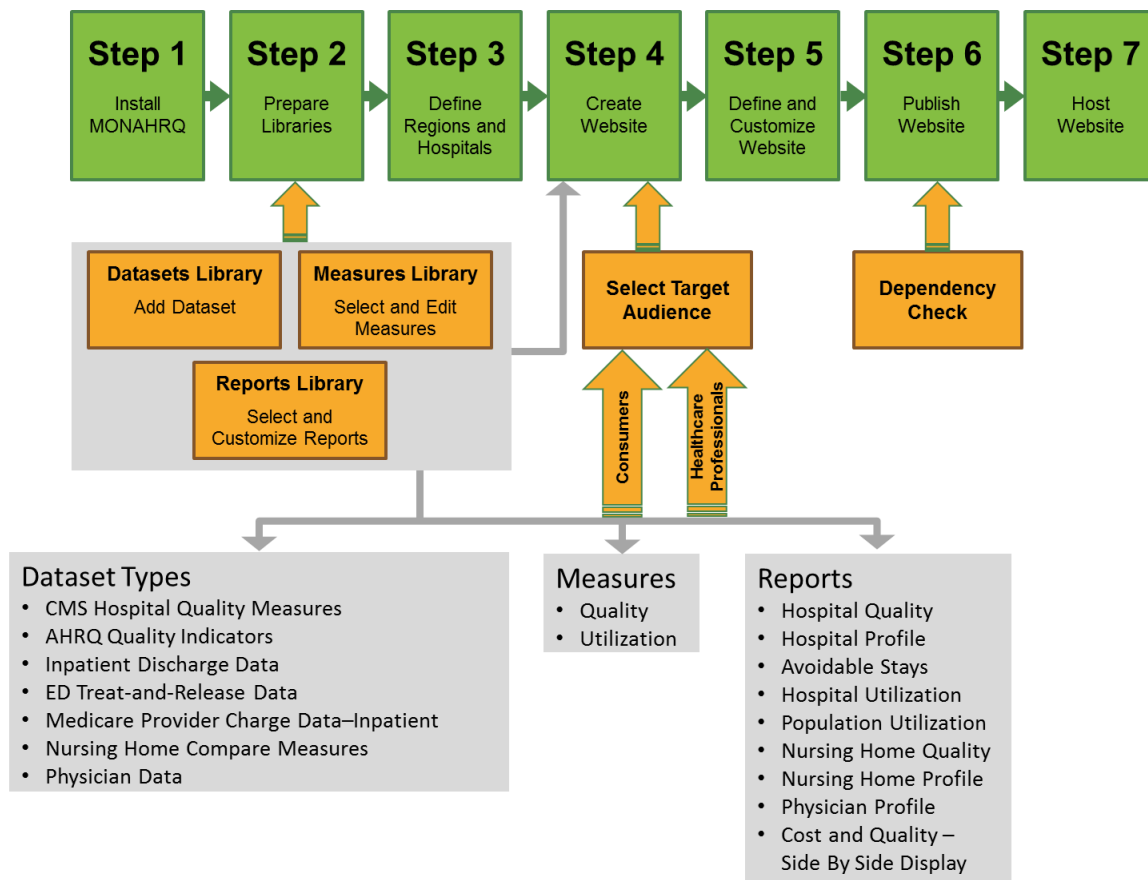 Step 1
Install
MONAHRQ
Step 2
Prepare
Libraries
Step 3
Define
Regions and
Hospitals
Step 4
Create
Website
Step 5
Define and
Customize
Website
Step 6
Publish
Website
Step 7
Host
Website
Datasets Library
Add Dataset
Measures Library
Select and Edit
Measures
Reports Library
Select and
Customize Reports
Select Target
Audience
Dependency
Check
Consumers
Healthcare
Professionals
Dataset Types
• CMS Hospital Quality Measures
• AHRQ Quality Indicators
• Inpatient Discharge Data
• ED Treat-and-Release Data
• Medicare Provider Charge Data–Inpatient
• Nursing Home Compare Measures
• Physician Data
Measures
• Quality
• Utilization
Reports
• Hospital Quality
• Hospital Profile
• Avoidable Stays
• Hospital Utilization
• Population Utilization
• Nursing Home Quality
• Nursing Home Profile
• Physician Profile
• Cost and Quality –
Side By Side Display